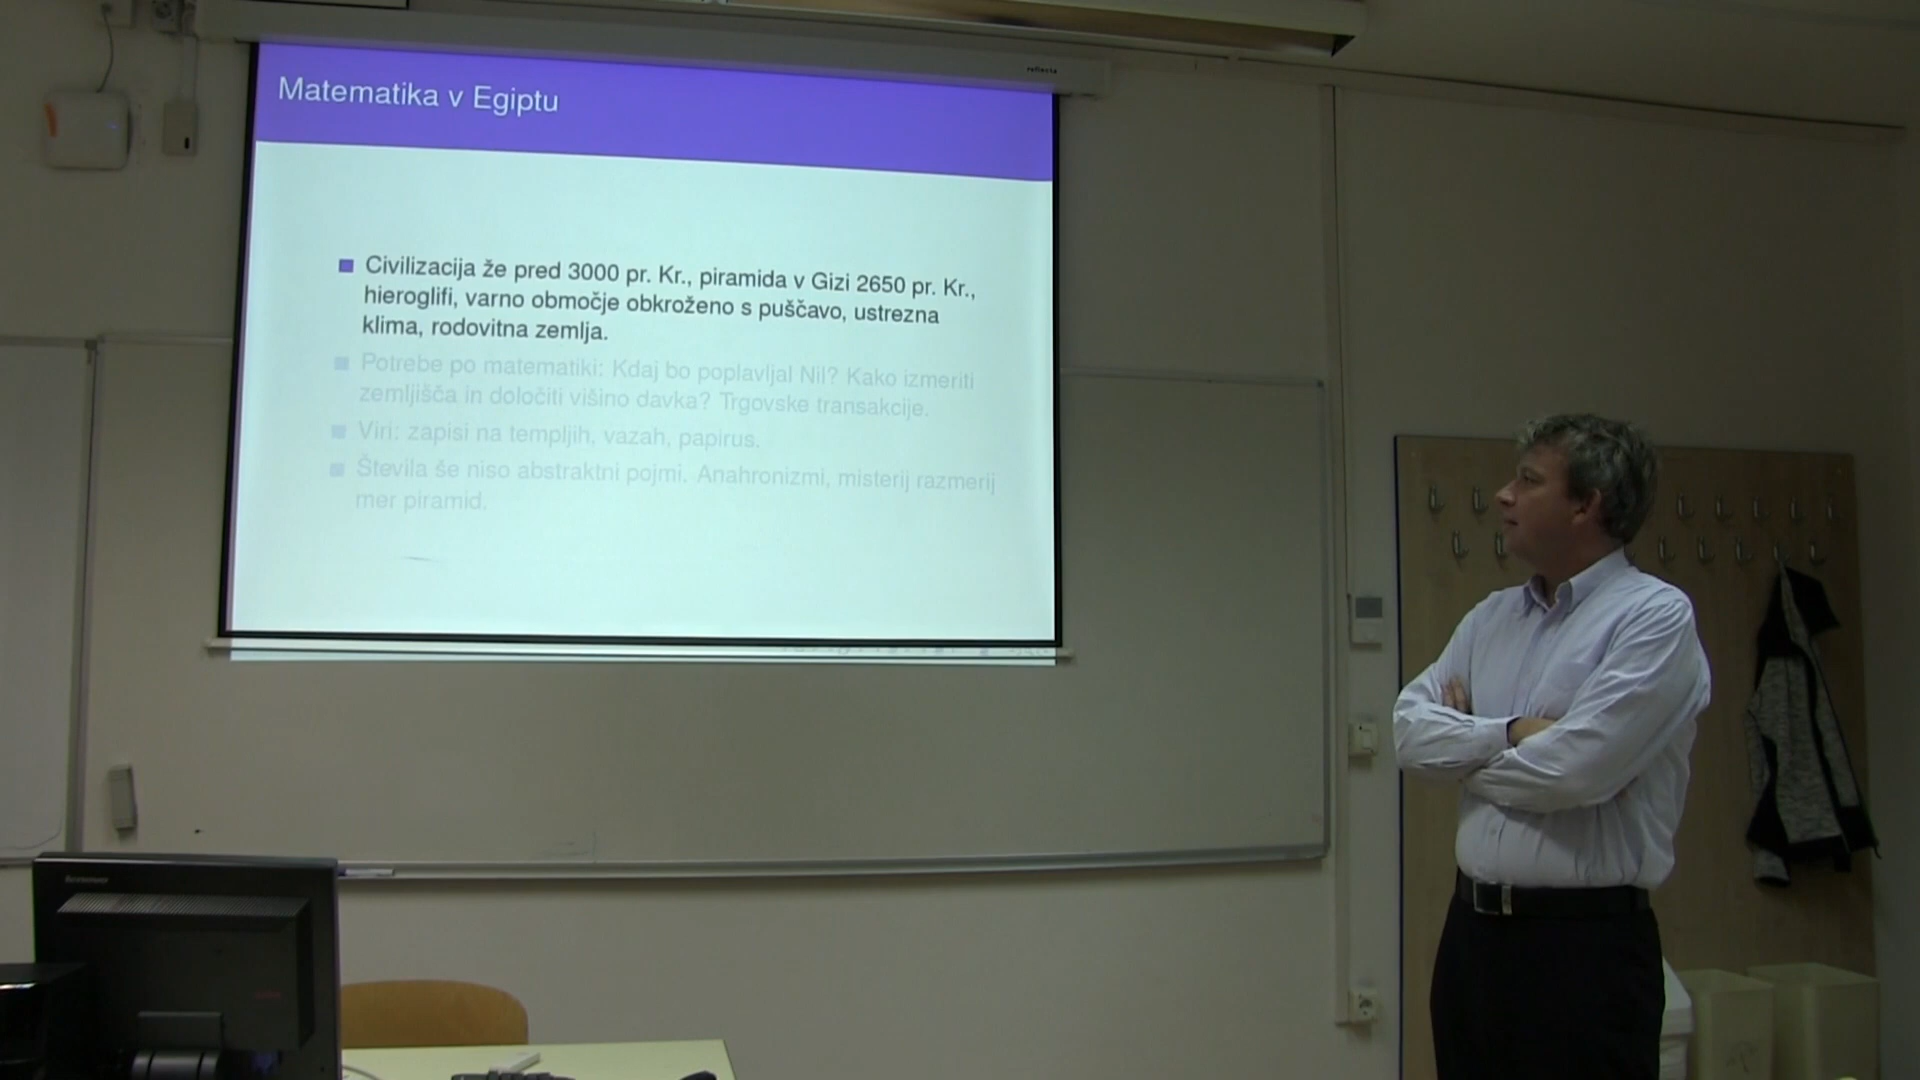 reflecta
Matematika v Egiptu
Civilizacija že pred 3000 pr. Kr., piramida v Gizi 2650 pr. Kr.,
hieroglifi, varno območje obkroženo s puščavo, ustrezna
klima, rodovitna zemlja.
Potrebe po matematiki: Kdaj bo poplavljal Nil? Kako izmeriti
zemljišča in določiti višino davka? Trgovske transakcije.
Viri: zapisi na templjih, vazah, papirus.
Števila še niso abstraktni pojmi. Anahronizmi, misterij razmerij
mer piramid.
lenovo